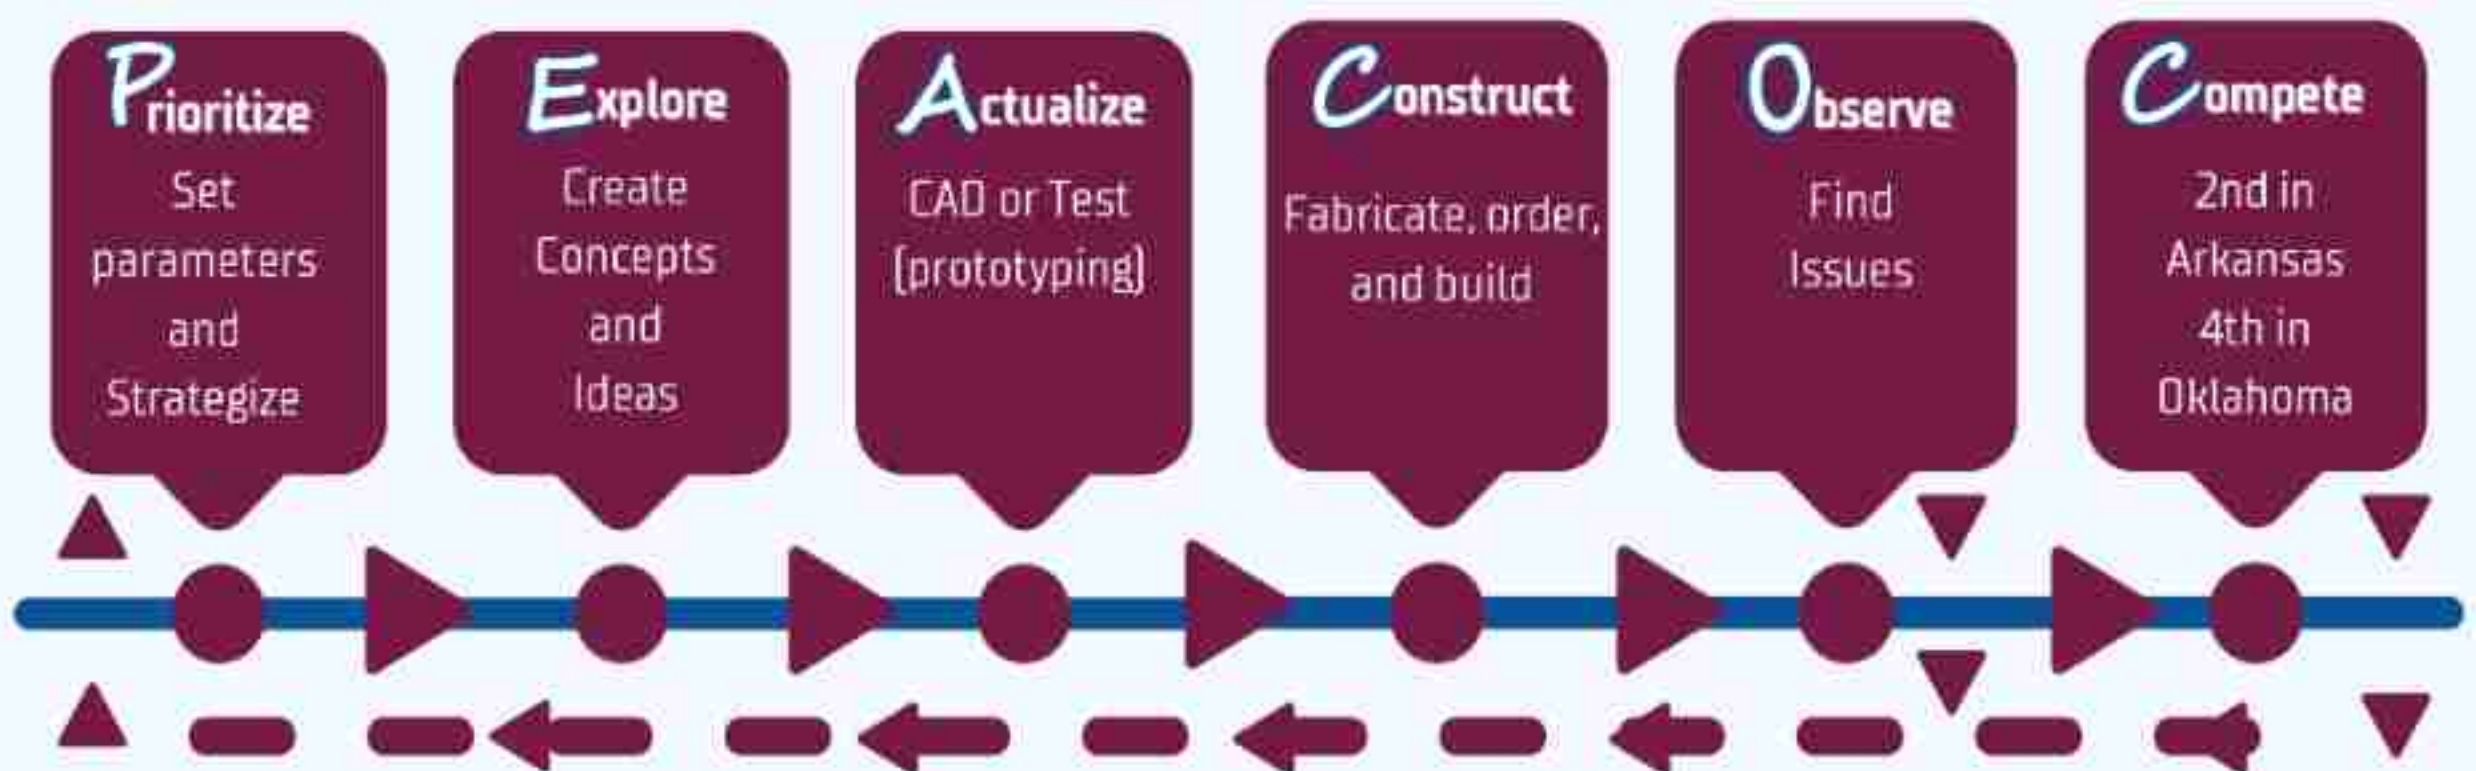 Prioritize
Set
parameters
and
Strategize
Explore
Create
Concepts
and
Ideas
Actualize
CAD or Test
(prototyping)
Construct
Fabricate, order,
and build
Observe
Find
Issues
Compete
2nd in
Arkansas
4th in
Oklahoma